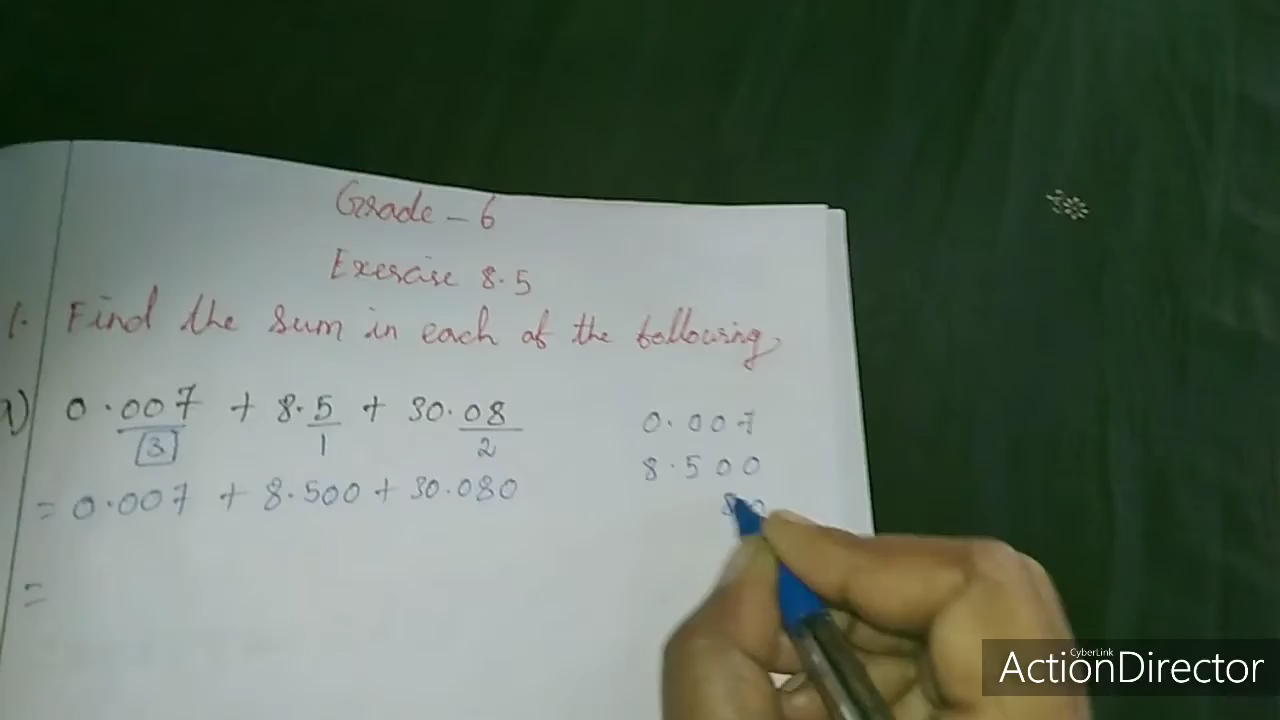 Grade - 6
Exercise 8.5
1. Find the sum in each of the following
0.007 + 8.5 + 30.08
3 1 2
= 0.007 + 8.500 + 30.080
=
0.007
8.500
80
CyberLink
ActionDirector